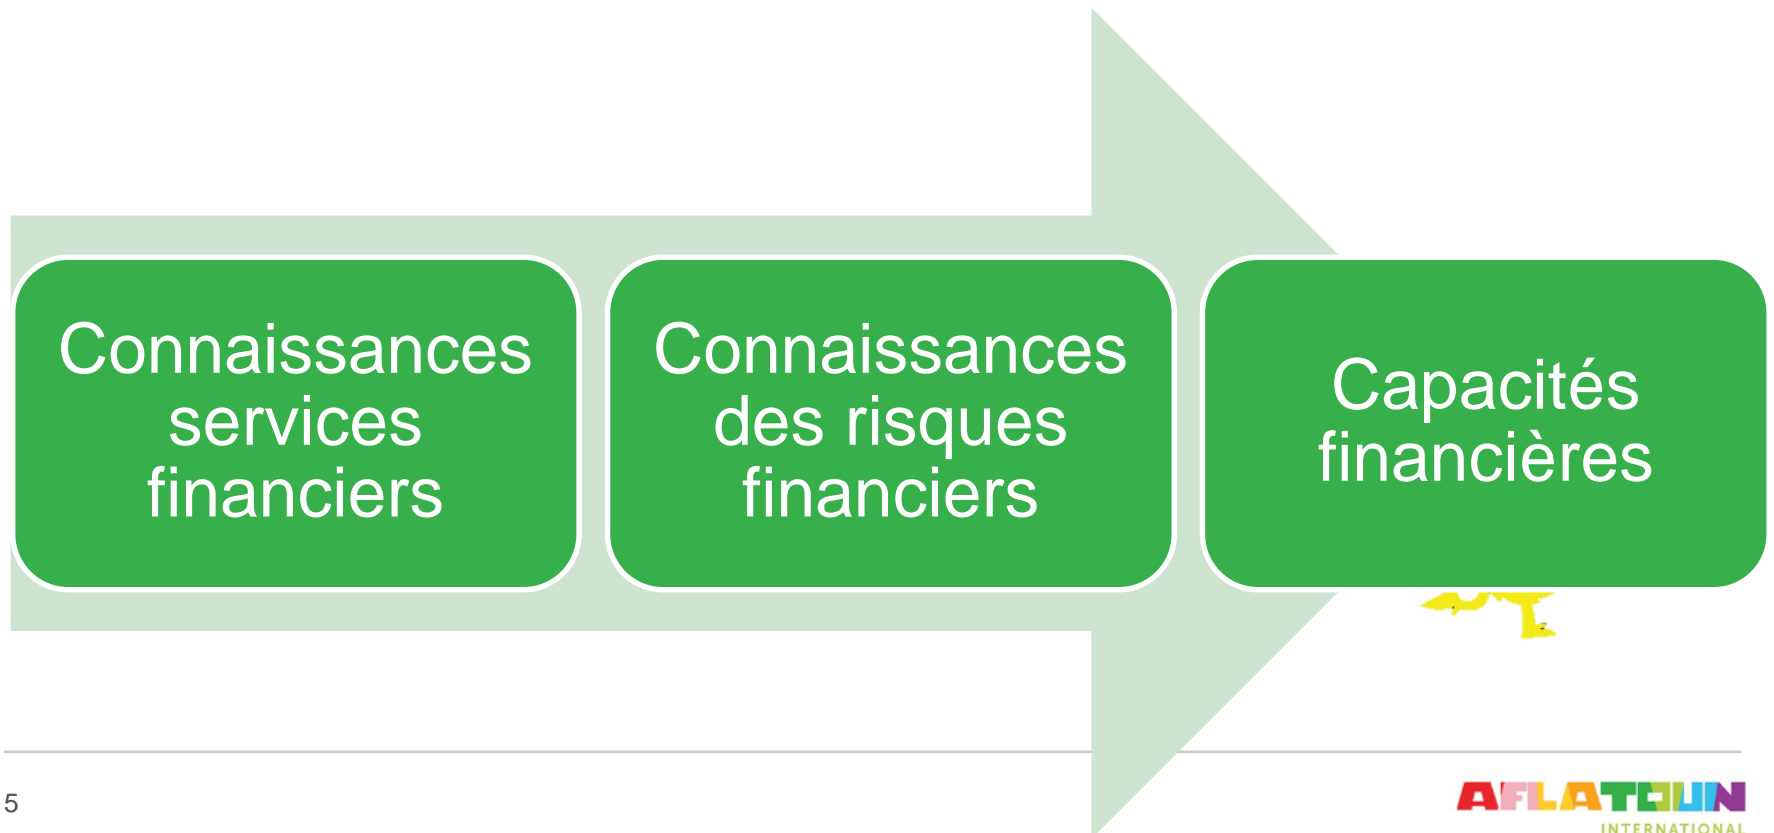 Connaissances
services
financiers
Connaissances
des risques
financiers
Capacités
financières
5
AFLATOUN
INTERNATIONAL